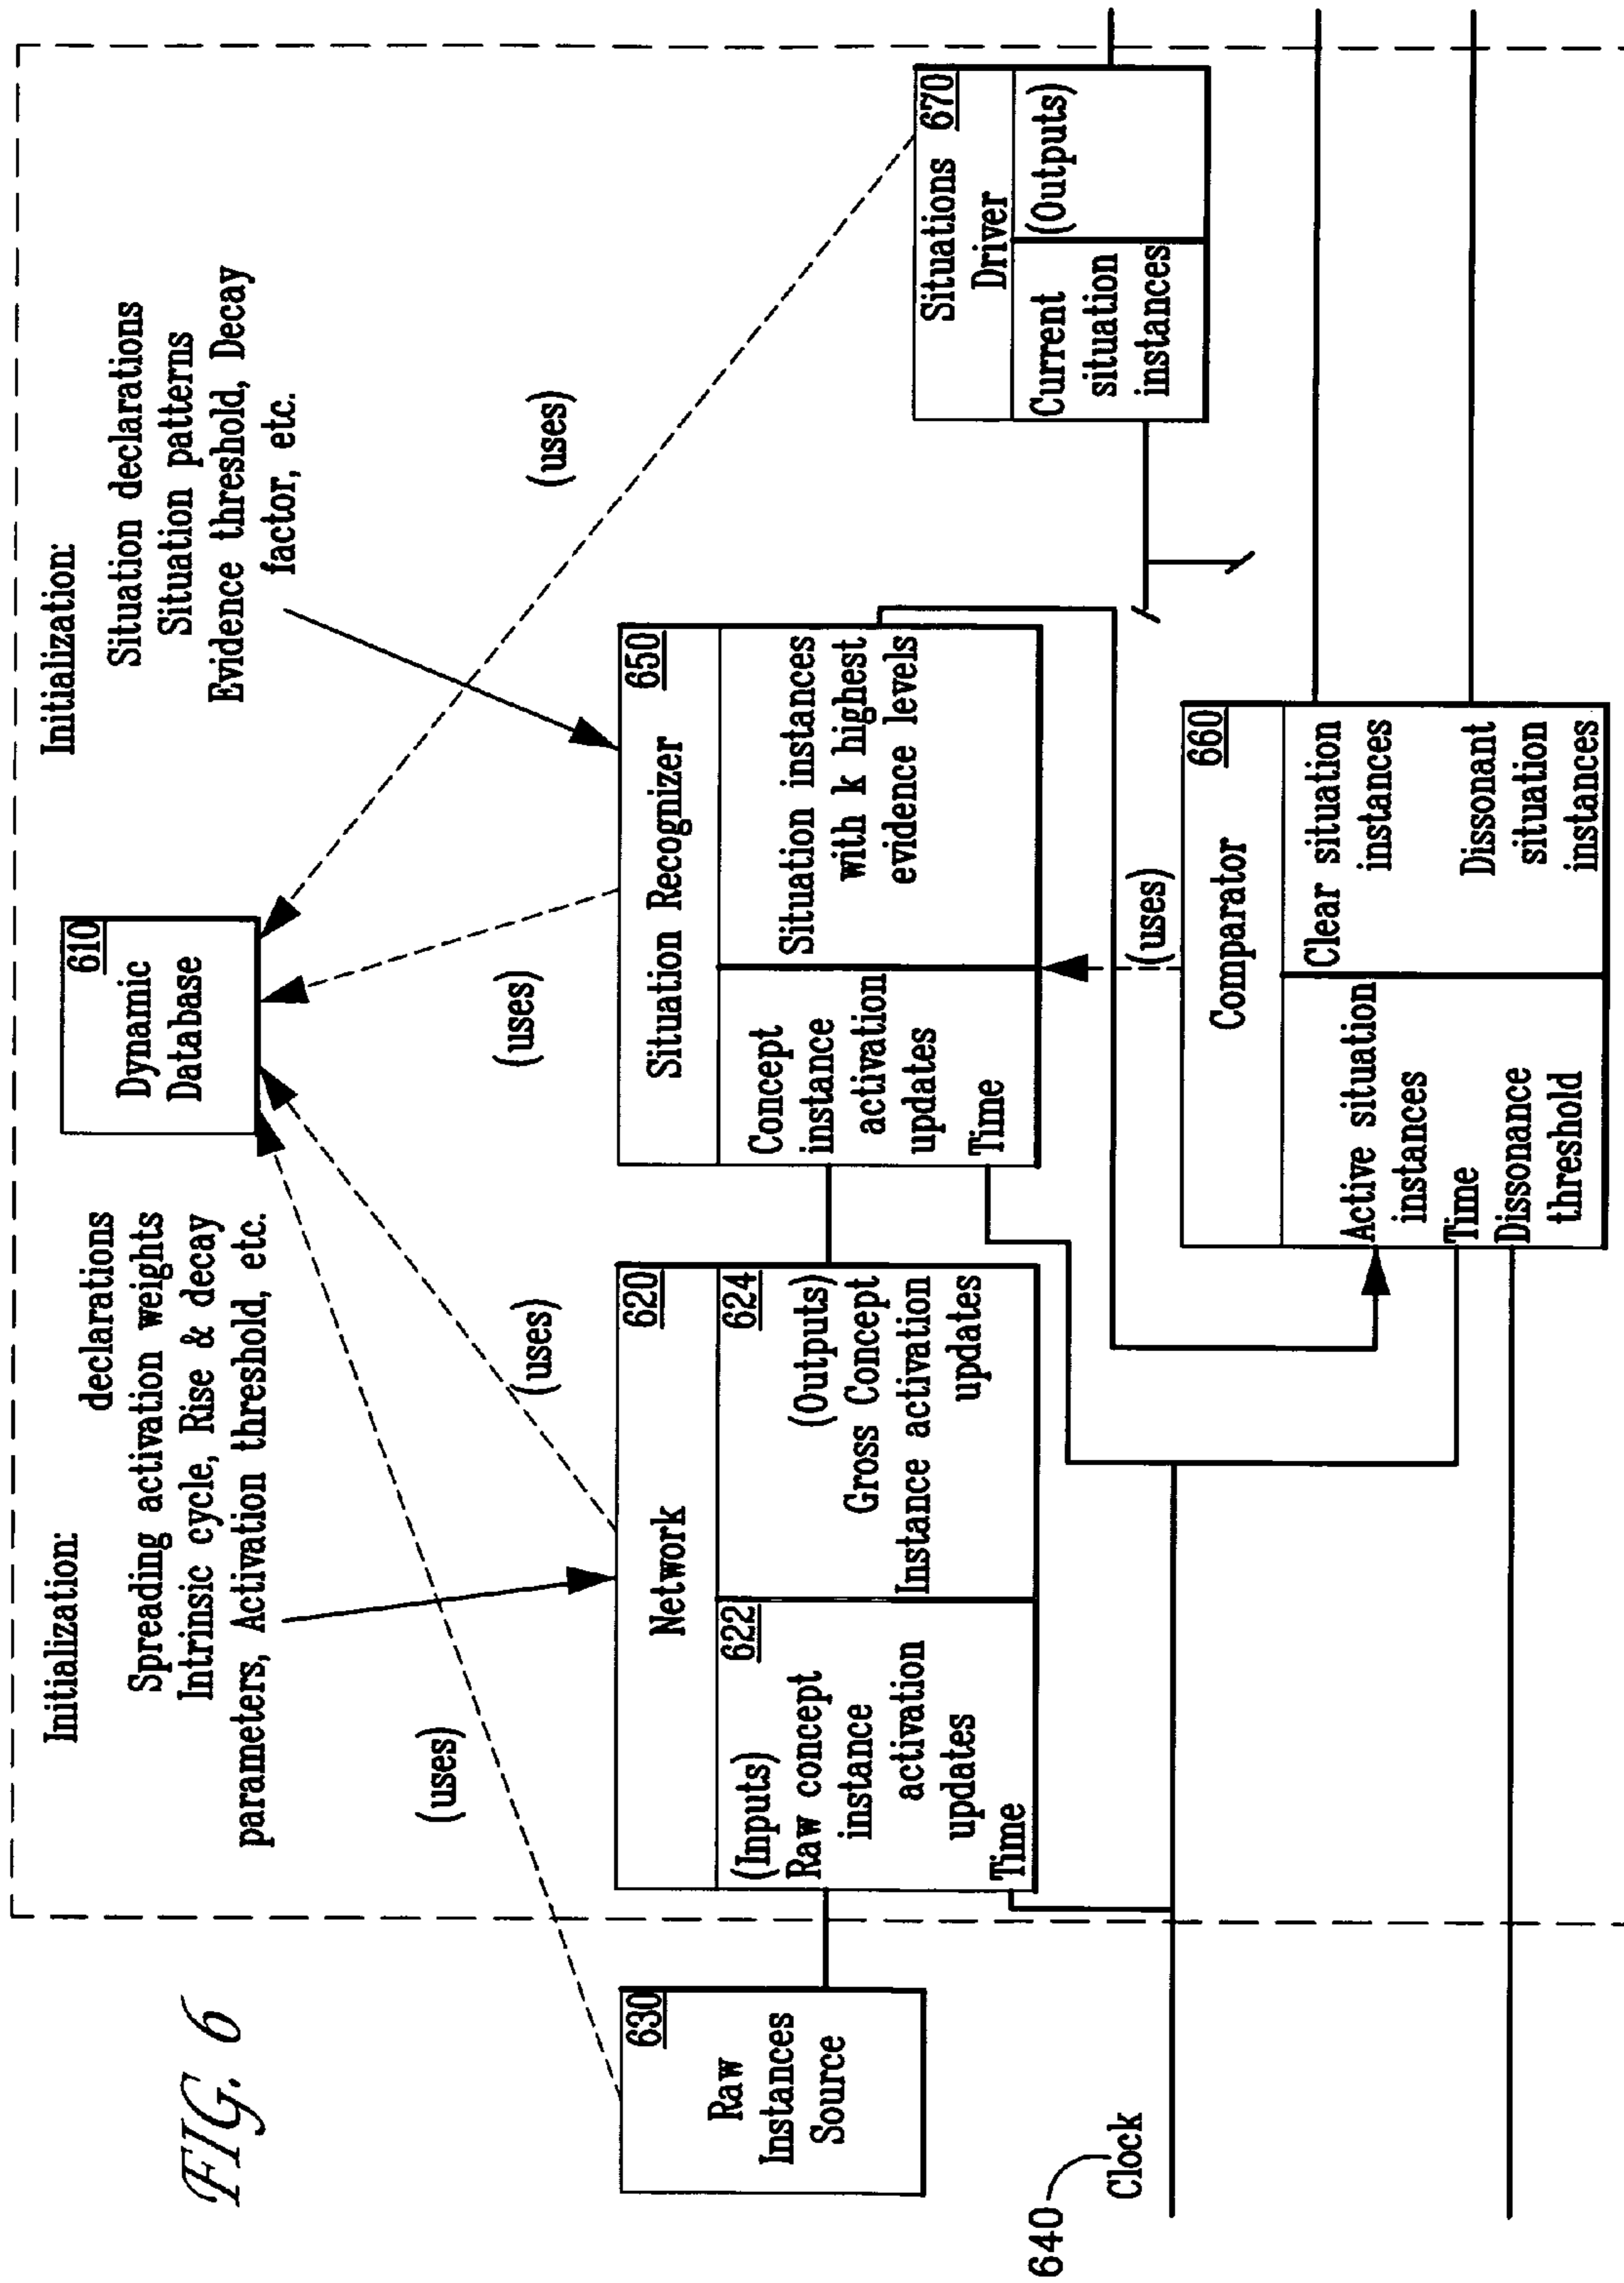 FIG. 6
Initialization:
declarations
Spreading activation weights
Intrinsic cycle, Rise & decay
parameters, Activation threshold, etc.
610
Dynamic
Database
Initialization:
Situation declarations
Situation patterns
Evidence threshold, Decay
factor, etc.
(uses)
(uses)
(uses)
(uses)
630
Raw
Instances
Source
Network
620
622
(Inputs)
Raw concept
instance
activation
updates
Time
624
(Outputs)
Gross Concept
Instance activation
updates
Situation Recognizer
650
Concept
instance
activation
updates
Time
Situation instances
with k highest
evidence levels
Situations
670
Driver
Current
situation
instances
(Outputs)
640
Clock
(uses)
Comparator
660
Active situation
instances
Time
Dissonance
threshold
Clear situation
instances
Dissonant
situation
instances